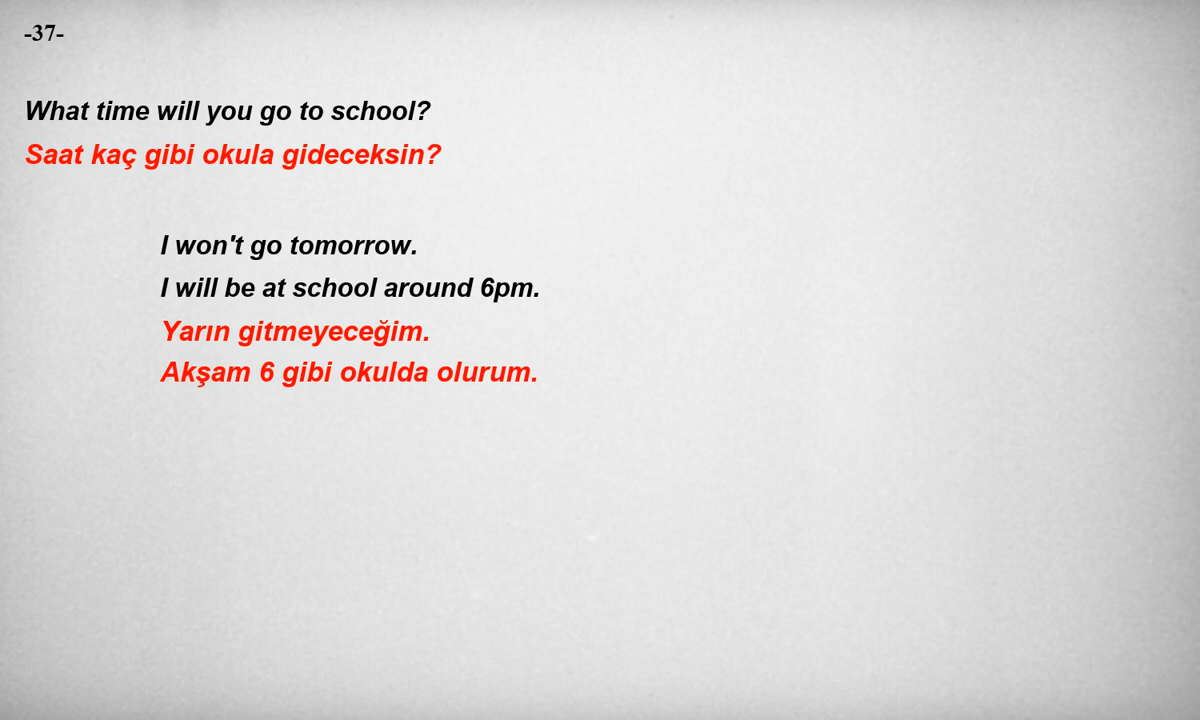 -37-
What time will you go to school?
Saat kaç gibi okula gideceksin?
I won't go tomorrow.
I will be at school around 6pm.
Yarın gitmeyeceğim.
Akşam 6 gibi okulda olurum.